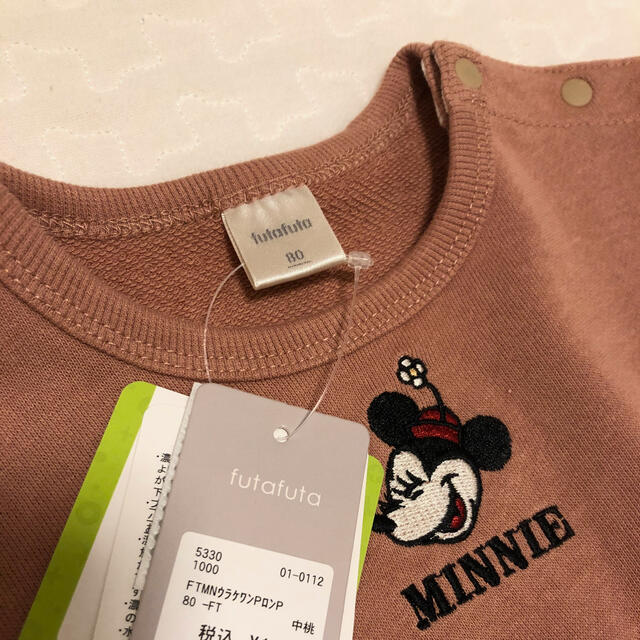 futafuta
80
MINNIE
futafuta
5330
1000 01-0112
FTMNウラケワンPロンP
中桃
80 -FT
税込